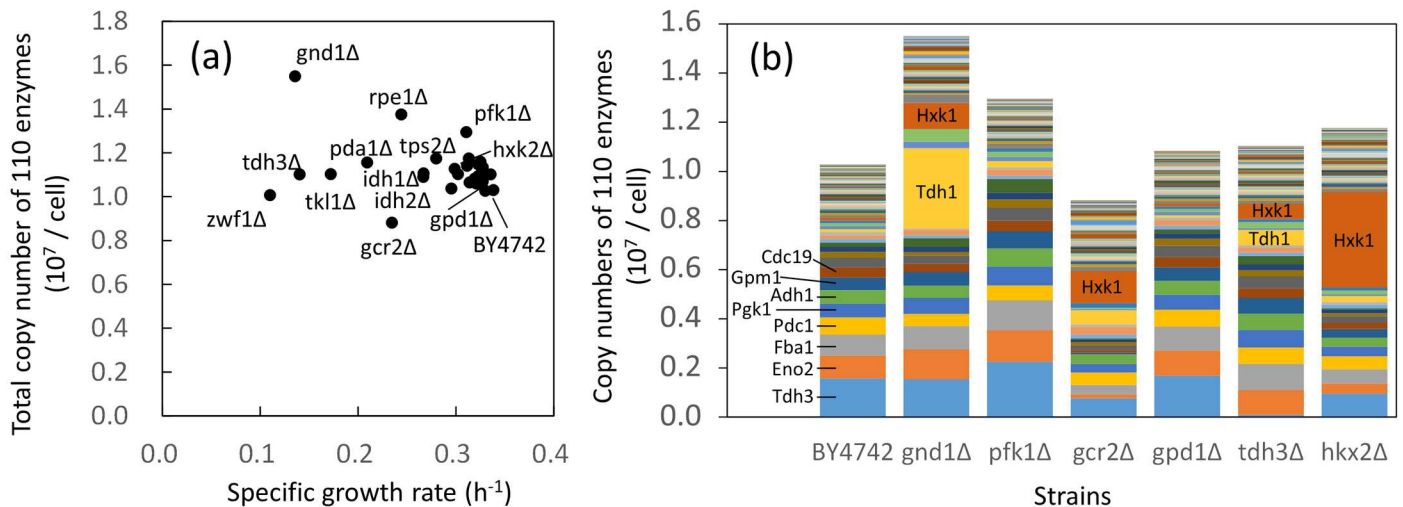 (a)
Total copy number of 110 enzymes
(10⁷ / cell)
1.8
1.6
1.4
1.2
1.0
0.8
0.6
0.4
0.2
0.0
gnd1Δ
rpe1Δ
pfk1Δ
pda1Δ
tps2Δ
hxk2Δ
tdh3Δ
idh1Δ
tkl1Δ
idh2Δ
zwf1Δ
gpd1Δ
gcr2Δ
BY4742
0.0 0.1 0.2 0.3 0.4
Specific growth rate (h⁻¹)
(b)
Copy numbers of 110 enzymes
(10⁷ / cell)
1.6
1.4
1.2
1.0
0.8
0.6
0.4
0.2
0.0
Cdc19
Gpm1
Adh1
Pgk1
Pdc1
Fba1
Eno2
Tdh3
Hxk1
Tdh1
Hxk1
Hxk1
Tdh1
Hxk1
BY4742 gnd1Δ pfk1Δ gcr2Δ gpd1Δ tdh3Δ hkx2Δ
Strains